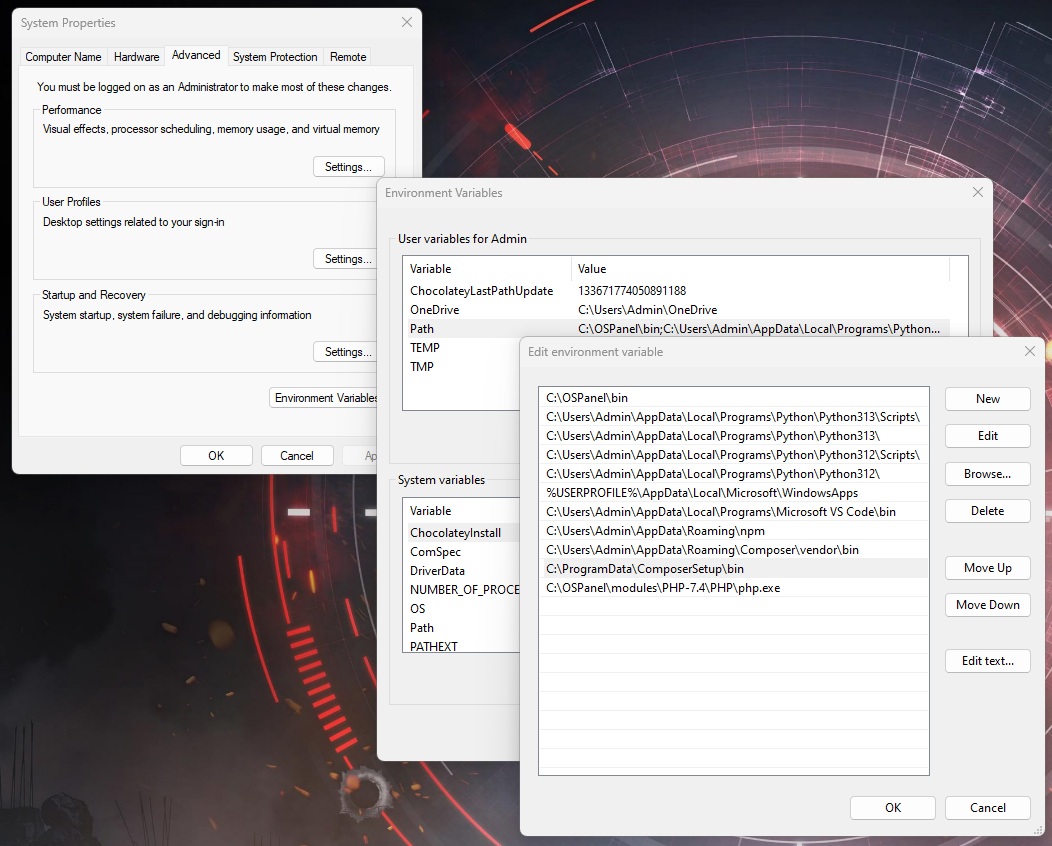 System Properties
Computer Name Hardware Advanced System Protection Remote
You must be logged on as an Administrator to make most of these changes.
Performance
Visual effects, processor scheduling, memory usage, and virtual memory
Settings...
User Profiles
Desktop settings related to your sign-in
Settings...
Startup and Recovery
System startup, system failure, and debugging information
Settings...
Environment Variables
OK Cancel Ap
Environment Variables
User variables for Admin
Variable Value
ChocolateyLastPathUpdate 133671774050891188
OneDrive C:\Users\Admin\OneDrive
Path C:\OSPanel\bin;C:\Users\Admin\AppData\Local\Programs\Python...
TEMP
TMP
System variables
Variable
ChocolateyInstall
ComSpec
DriverData
NUMBER_OF_PROCE
OS
Path
PATHEXT
Edit environment variable
C:\OSPanel\bin
C:\Users\Admin\AppData\Local\Programs\Python\Python313\Scripts\
C:\Users\Admin\AppData\Local\Programs\Python\Python313\
C:\Users\Admin\AppData\Local\Programs\Python\Python312\Scripts\
C:\Users\Admin\AppData\Local\Programs\Python\Python312\
%USERPROFILE%\AppData\Local\Microsoft\WindowsApps
C:\Users\Admin\AppData\Local\Programs\Microsoft VS Code\bin
C:\Users\Admin\AppData\Roaming\npm
C:\Users\Admin\AppData\Roaming\Composer\vendor\bin
C:\ProgramData\ComposerSetup\bin
C:\OSPanel\modules\PHP-7.4\PHP\php.exe
New
Edit
Browse...
Delete
Move Up
Move Down
Edit text...
OK Cancel